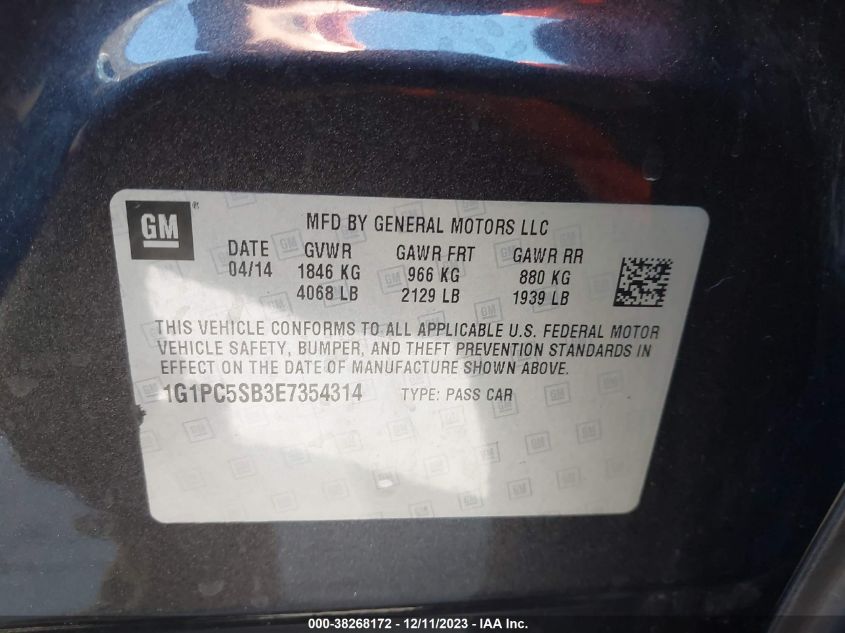 GM ®
MFD BY GENERAL MOTORS LLC
DATE GVWR GAWR FRT GAWR RR
04/14 1846 KG 966 KG 880 KG
4068 LB 2129 LB 1939 LB
THIS VEHICLE CONFORMS TO ALL APPLICABLE U.S. FEDERAL MOTOR
VEHICLE SAFETY, BUMPER, AND THEFT PREVENTION STANDARDS IN
EFFECT ON THE DATE OF MANUFACTURE SHOWN ABOVE.
1G1PC5SB3E7354314 TYPE: PASS CAR
000-38268172 - 12/11/2023 - IAA Inc.